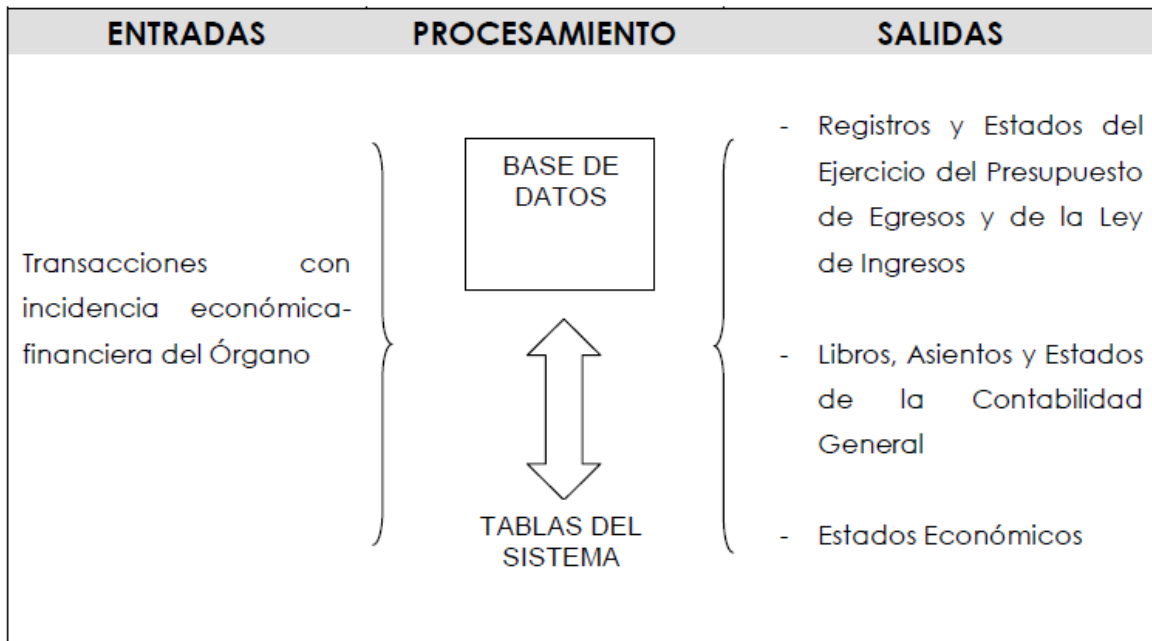 ENTRADAS
PROCESAMIENTO
SALIDAS
Transacciones con
incidencia económica-
financiera del Órgano
BASE DE
DATOS
TABLAS DEL
SISTEMA
- Registros y Estados del
Ejercicio del Presupuesto
de Egresos y de la Ley
de Ingresos
- Libros, Asientos y Estados
de la Contabilidad
General
- Estados Económicos